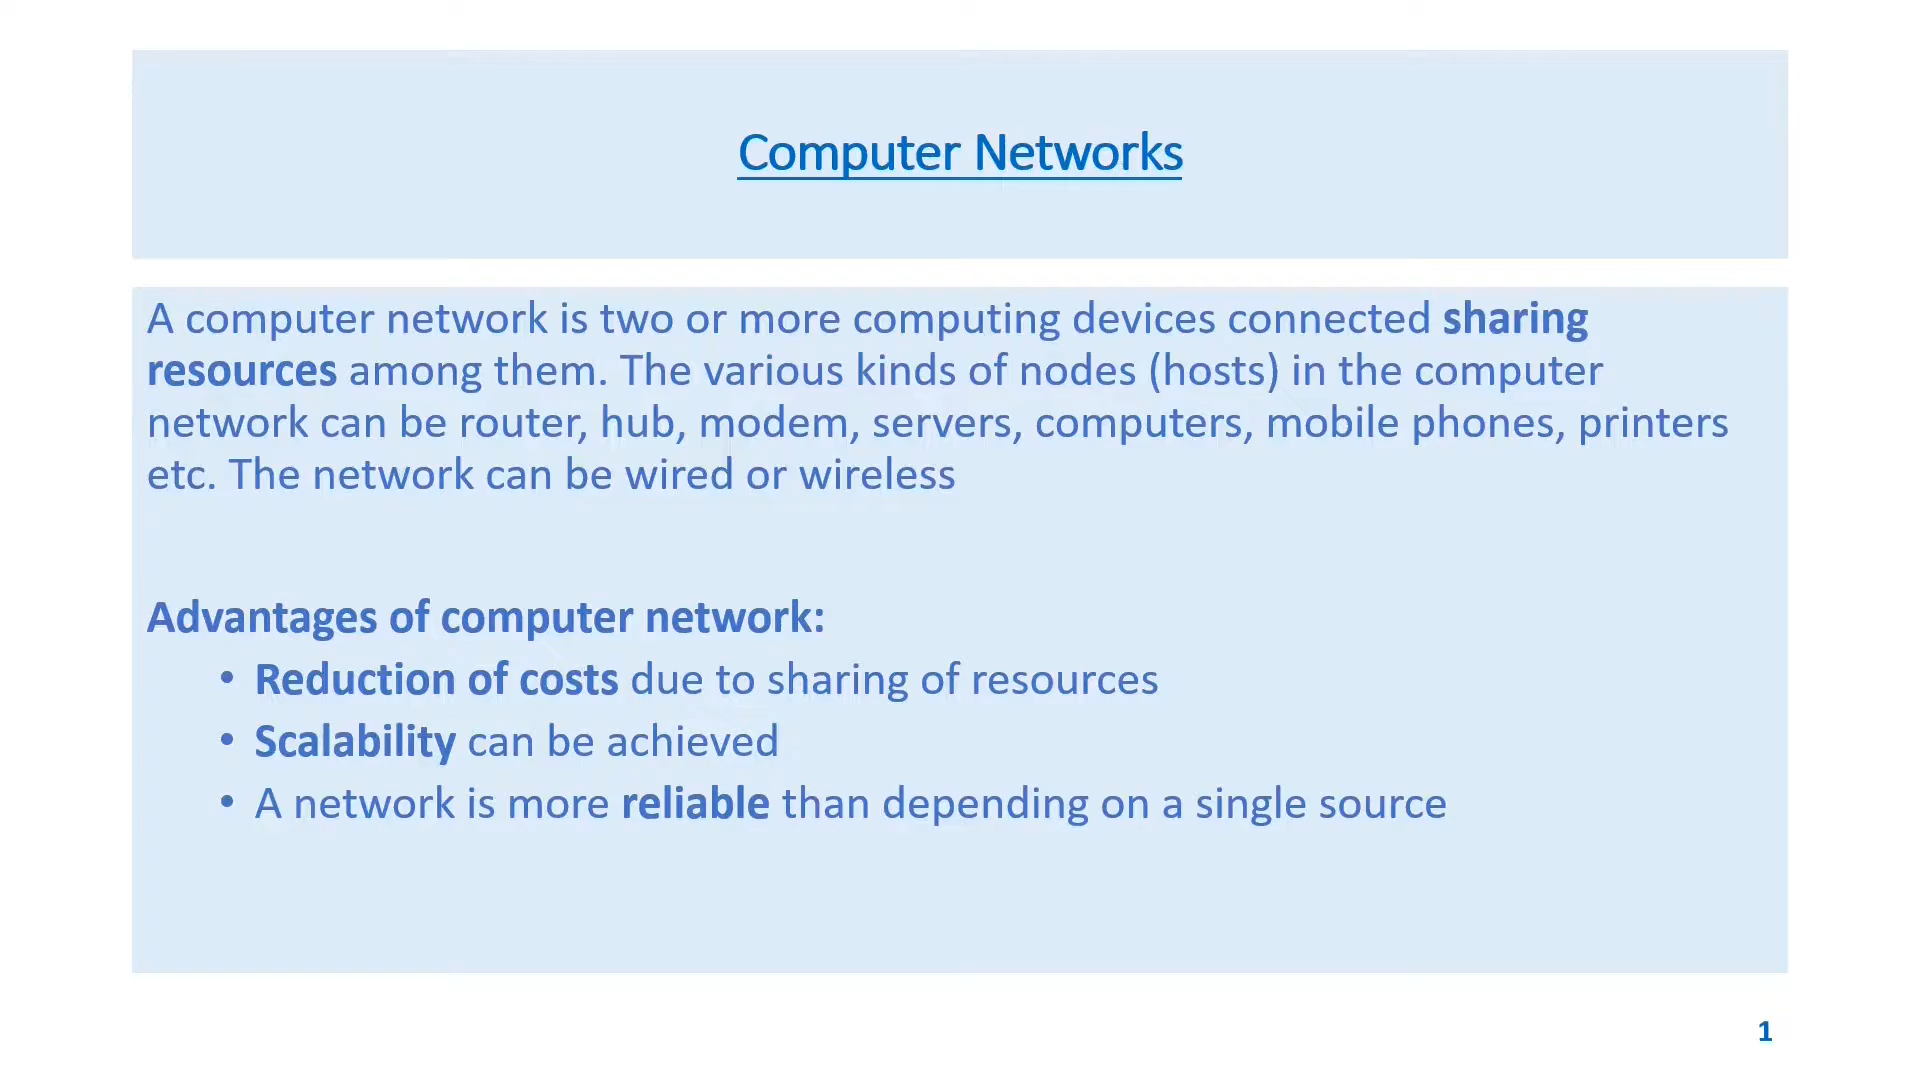 Computer Networks
A computer network is two or more computing devices connected sharing
resources among them. The various kinds of nodes (hosts) in the computer
network can be router, hub, modem, servers, computers, mobile phones, printers
etc. The network can be wired or wireless
Advantages of computer network:
• Reduction of costs due to sharing of resources
• Scalability can be achieved
• A network is more reliable than depending on a single source
1